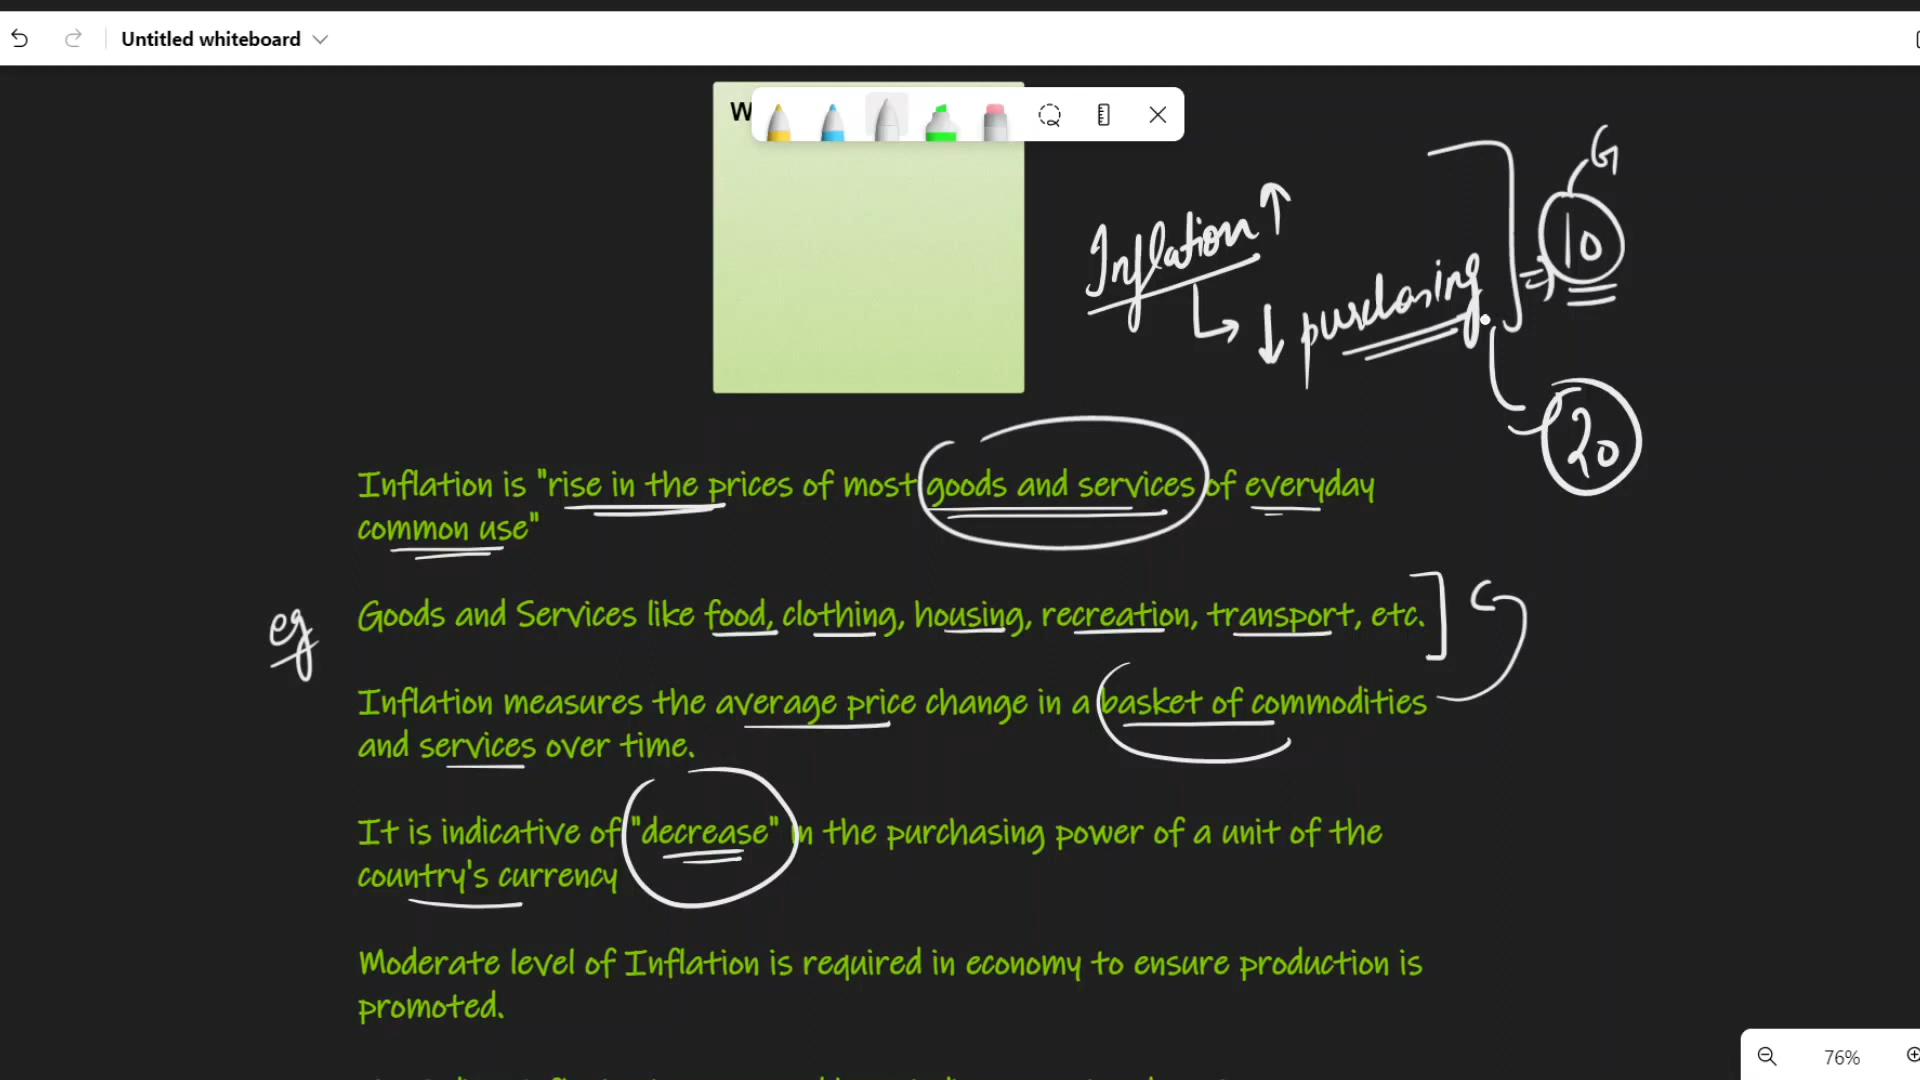 Untitled whiteboard
W
G
Inflation ↑
10
↓ purchasing
20
Inflation is "rise in the prices of most goods and services of everyday
common use"
eg
Goods and Services like food, clothing, housing, recreation, transport, etc.
Inflation measures the average price change in a basket of commodities
and services over time.
It is indicative of "decrease" in the purchasing power of a unit of the
country's currency
Moderate level of Inflation is required in economy to ensure production is
promoted.
76%